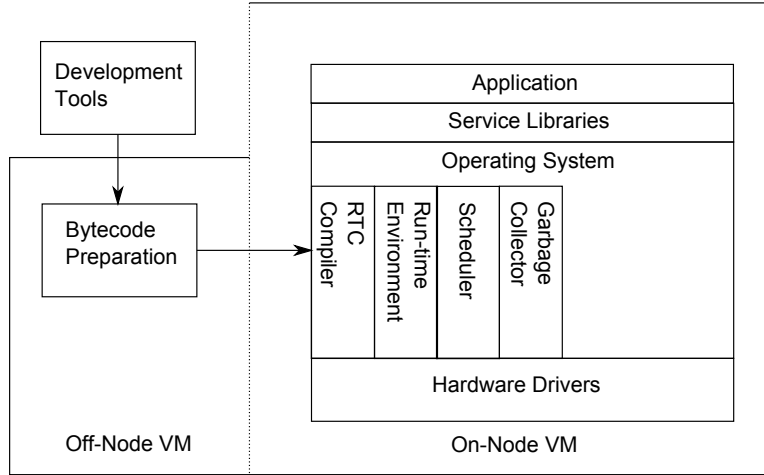 Development
Tools
Application
Service Libraries
Operating System
Bytecode
Preparation
RTC
Compiler
Run-time
Environment
Scheduler
Garbage
Collector
Hardware Drivers
Off-Node VM
On-Node VM